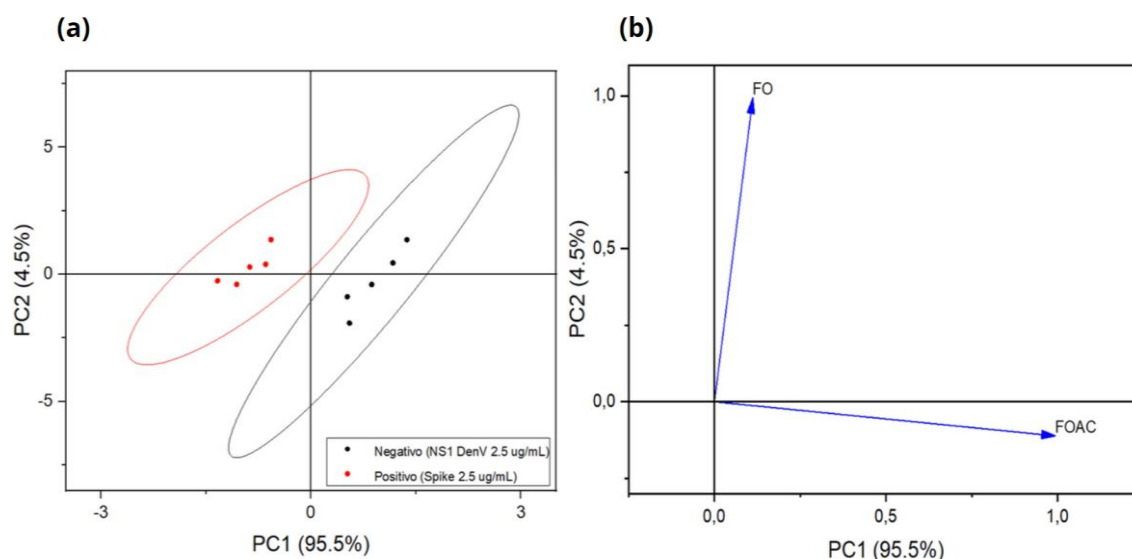 (a)
(b)
5
0
-5
PC2 (4.5%)
-3
0
3
PC1 (95.5%)
Negativo (NS1 DenV 2.5 ug/mL)
Positivo (Spike 2.5 ug/mL)
1,0
0,5
0,0
PC2 (4.5%)
FO
FOAC
0,0
0,5
1,0
PC1 (95.5%)